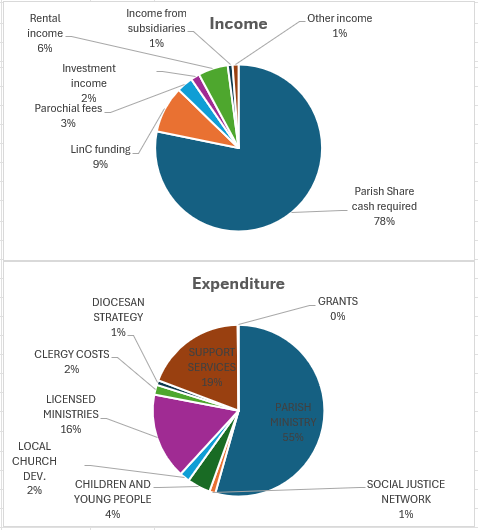 Income
Rental
income
6%
Income from
subsidiaries
1%
Other income
1%
Investment
income
2%
Parochial fees
3%
LinC funding
9%
Parish Share
cash required
78%
Expenditure
DIOCESAN
STRATEGY
1%
GRANTS
0%
CLERGY COSTS
2%
SUPPORT
SERVICES
19%
LICENSED
MINISTRIES
16%
PARISH
MINISTRY
55%
LOCAL
CHURCH
DEV.
2%
CHILDREN AND
YOUNG PEOPLE
4%
SOCIAL JUSTICE
NETWORK
1%